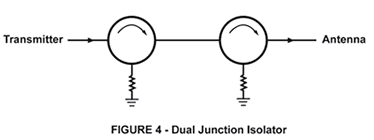 Transmitter
Antenna
FIGURE 4 - Dual Junction Isolator